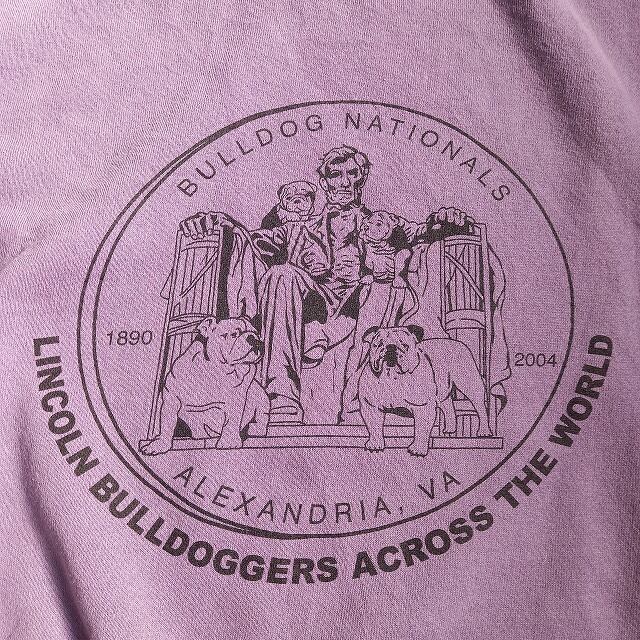 BULLDOG NATIONALS
1890
2004
ALEXANDRIA, VA
LINCOLN BULLDOGGERS ACROSS THE WORLD